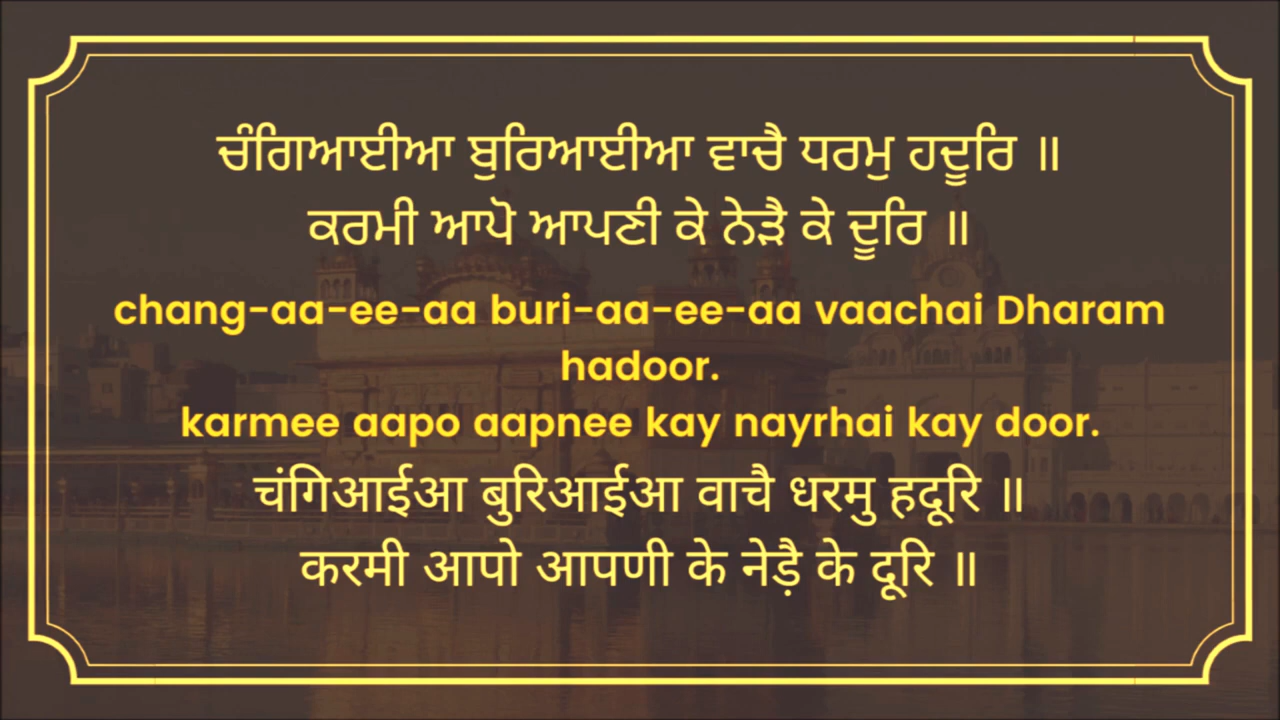 ਚੰਗਿਆਈਆ ਬੁਰਿਆਈਆ ਵਾਚੈ ਧਰਮੁ ਹਦੂਰਿ ॥
ਕਰਮੀ ਆਪੋ ਆਪਣੀ ਕੇ ਨੇੜੈ ਕੇ ਦੂਰਿ ॥
chang-aa-ee-aa buri-aa-ee-aa vaachai Dharam
hadoor.
karmee aapo aapnee kay nayrhai kay door.
चंगिआईआ बुरिआईआ वाचै धरमु हदूरि ॥
करमी आपो आपणी के नेड़ै के दूरि ॥